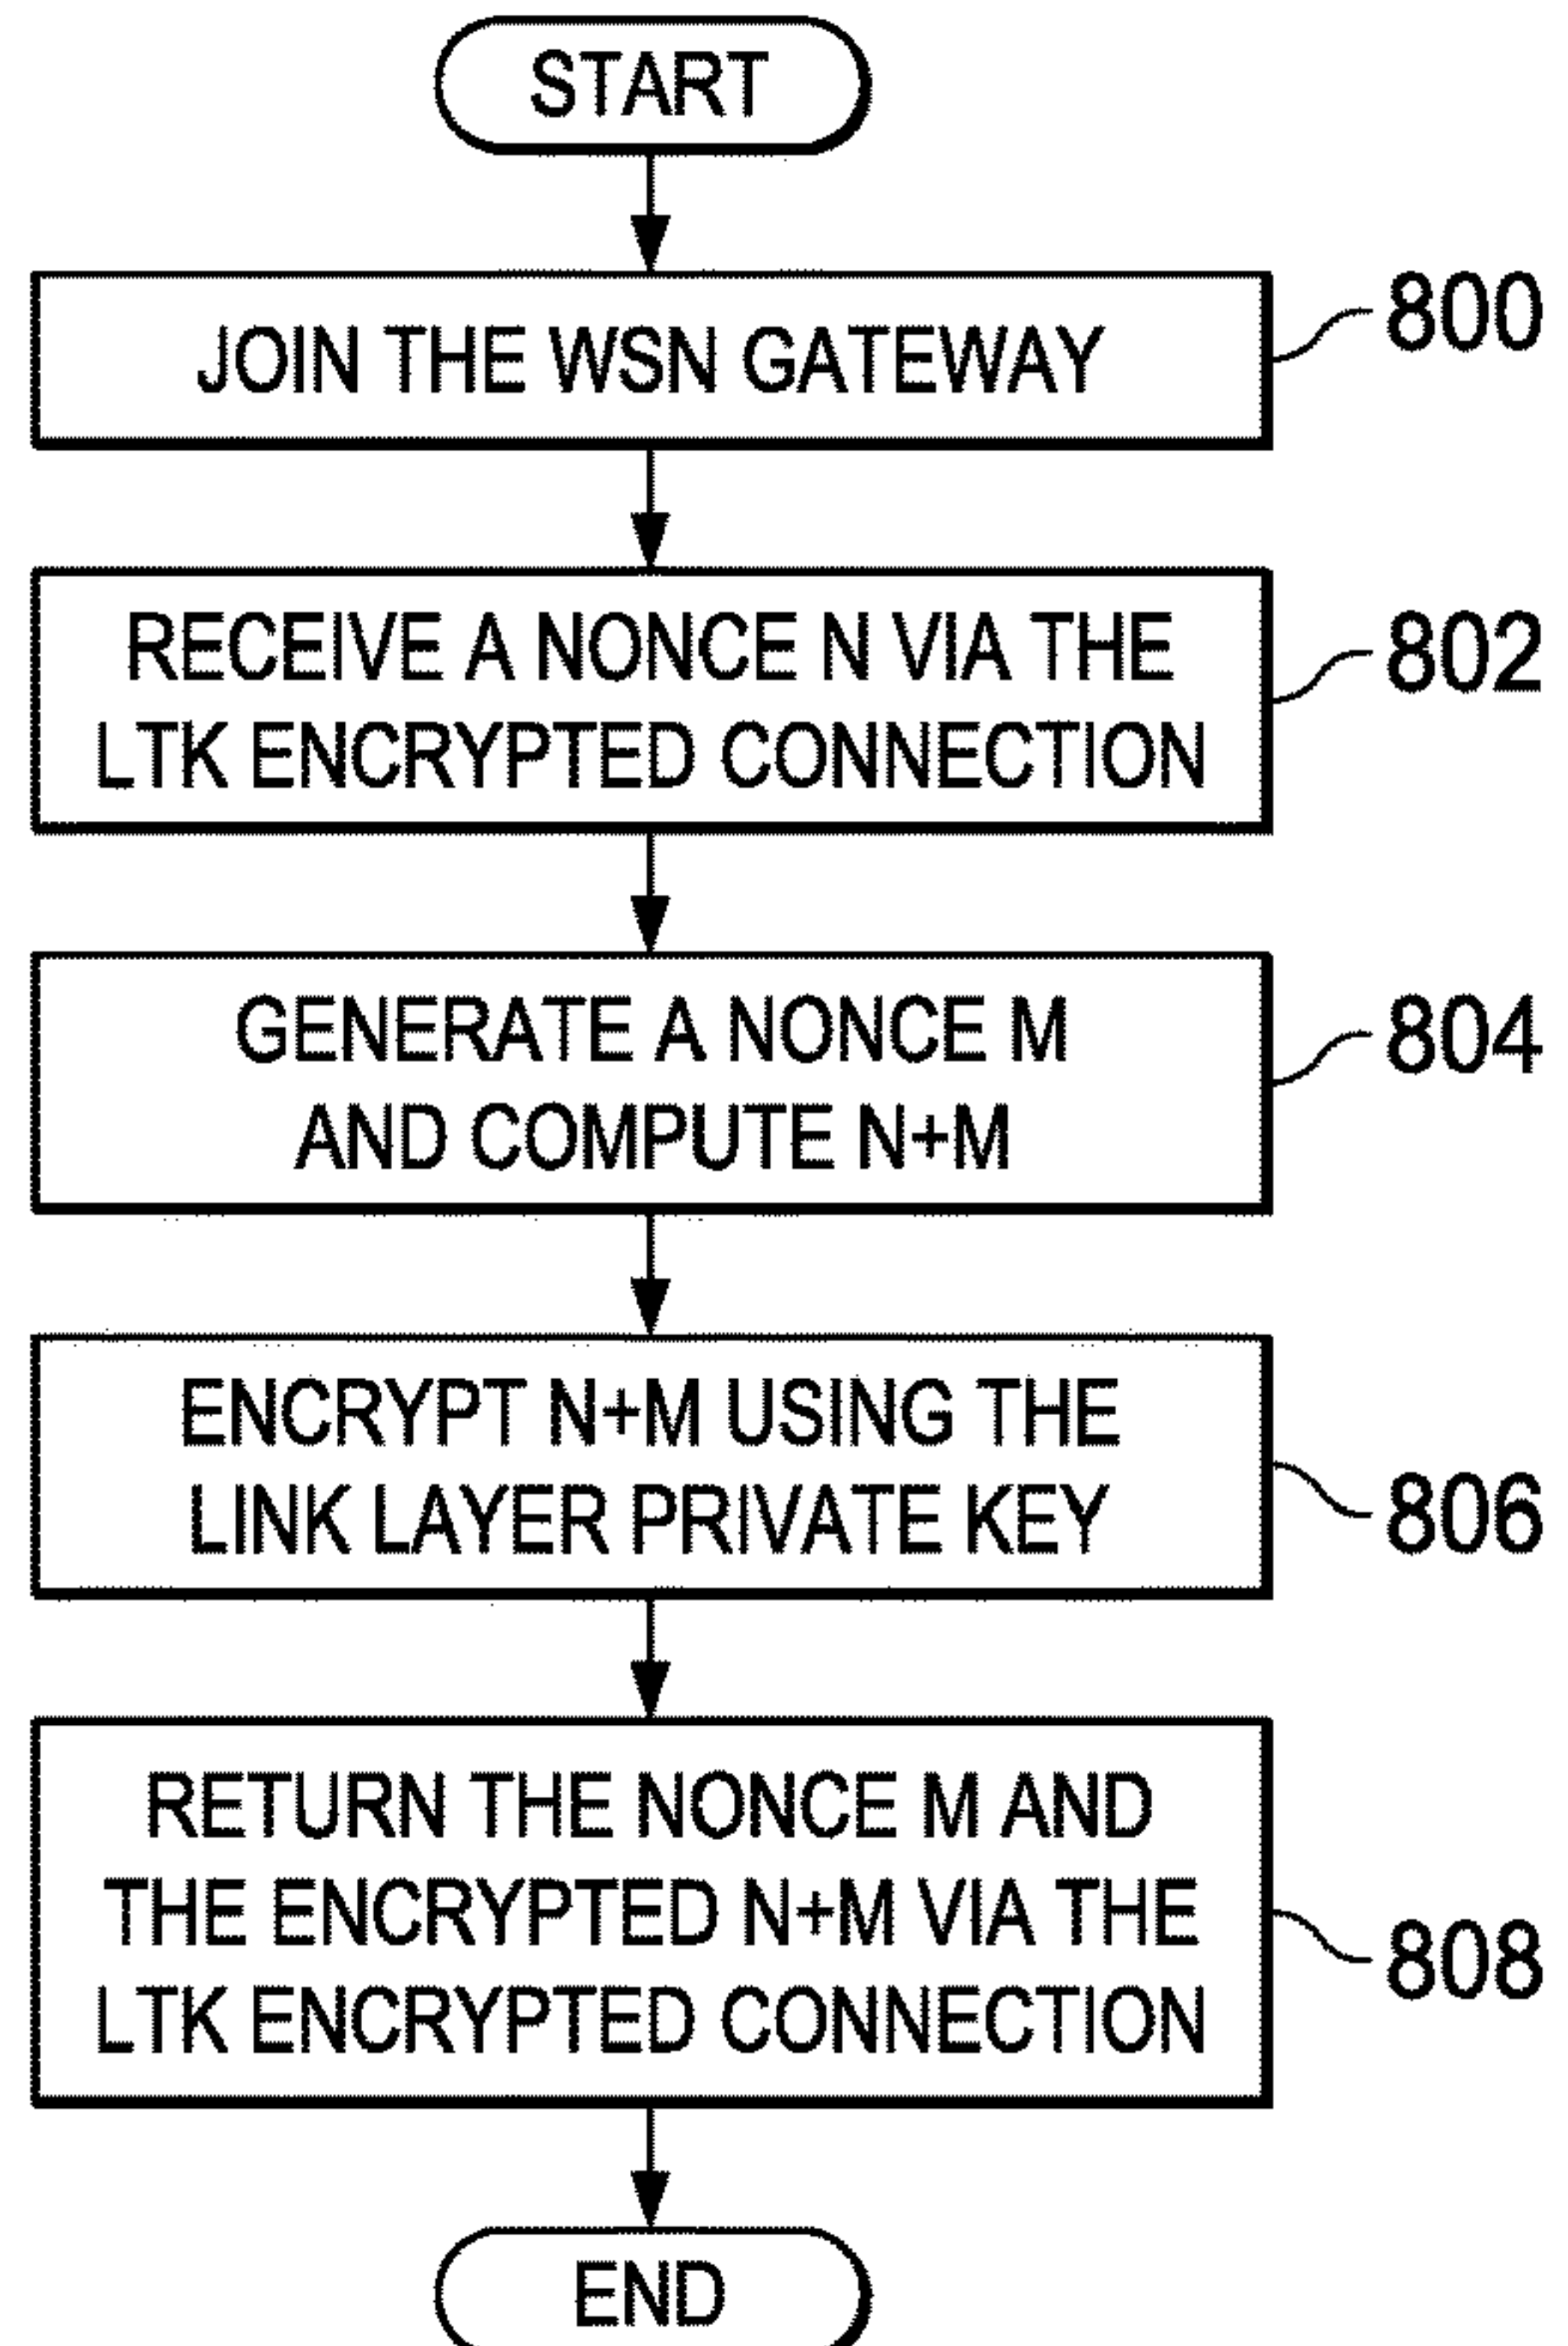 START
JOIN THE WSN GATEWAY
800
RECEIVE A NONCE N VIA THE
LTK ENCRYPTED CONNECTION
802
GENERATE A NONCE M
AND COMPUTE N+M
804
ENCRYPT N+M USING THE
LINK LAYER PRIVATE KEY
806
RETURN THE NONCE M AND
THE ENCRYPTED N+M VIA THE
LTK ENCRYPTED CONNECTION
808
END